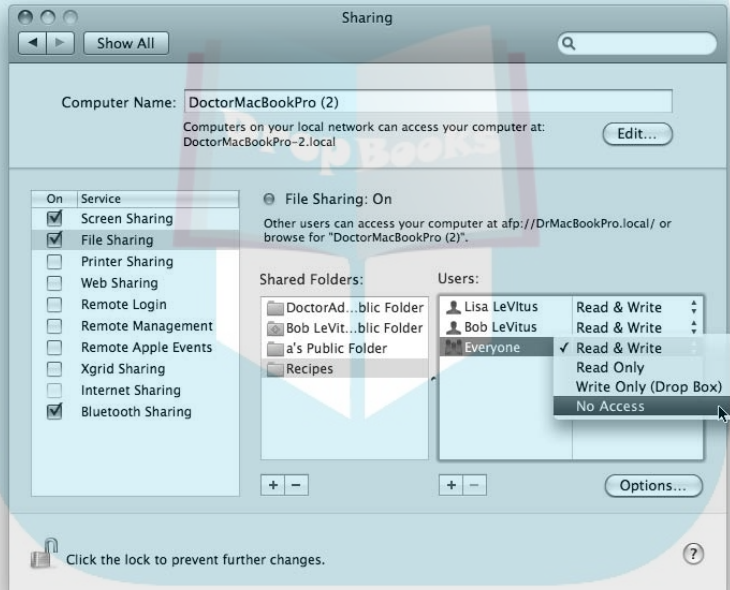 Sharing
Show All
Computer Name: DoctorMacBookPro (2)
Computers on your local network can access your computer at:
DoctorMacBookPro-2.local
Edit...
On Service
Screen Sharing
File Sharing
Printer Sharing
Web Sharing
Remote Login
Remote Management
Remote Apple Events
Xgrid Sharing
Internet Sharing
Bluetooth Sharing
File Sharing: On
Other users can access your computer at afp://DrMacBookPro.local/ or
browse for "DoctorMacBookPro (2)".
Shared Folders:
DoctorAd...blic Folder
Bob LeVit...blic Folder
a's Public Folder
Recipes
Users:
Lisa LeVItus Read & Write
Bob LeVitus Read & Write
Everyone ✓ Read & Write
Read Only
Write Only (Drop Box)
No Access
+ −
+ −
Options...
Click the lock to prevent further changes.
?
DropBooks